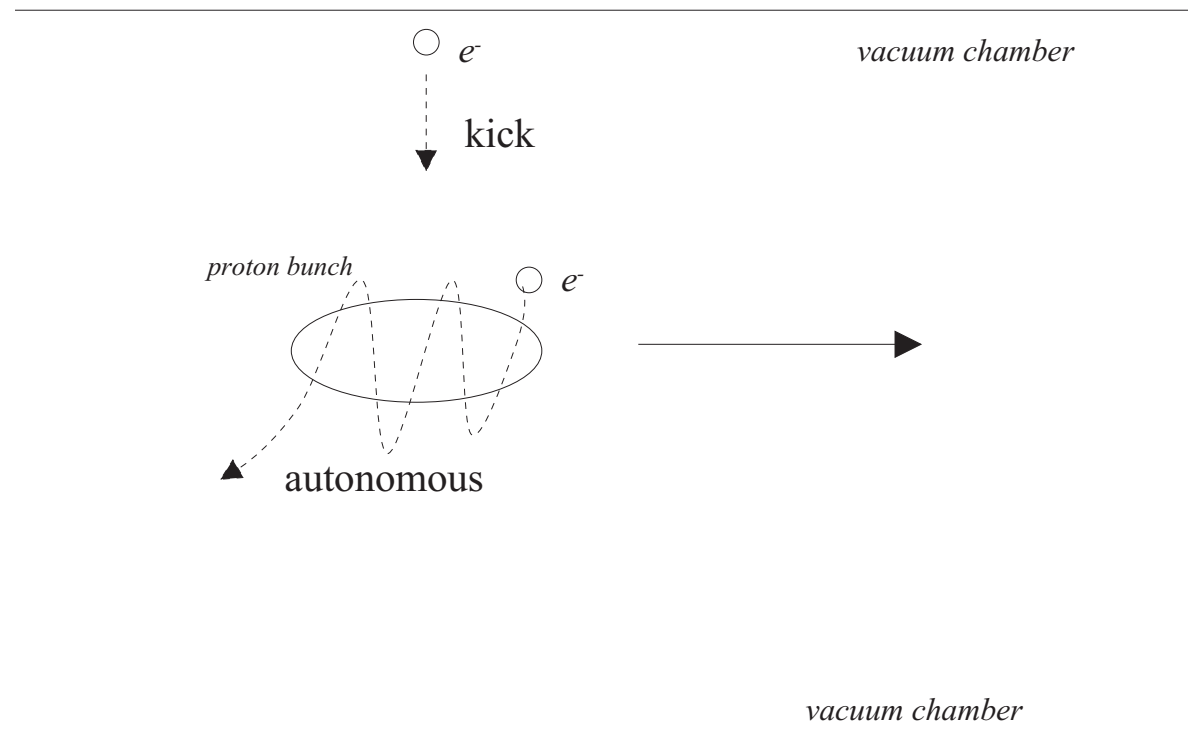 e-
vacuum chamber
kick
proton bunch
e-
autonomous
vacuum chamber